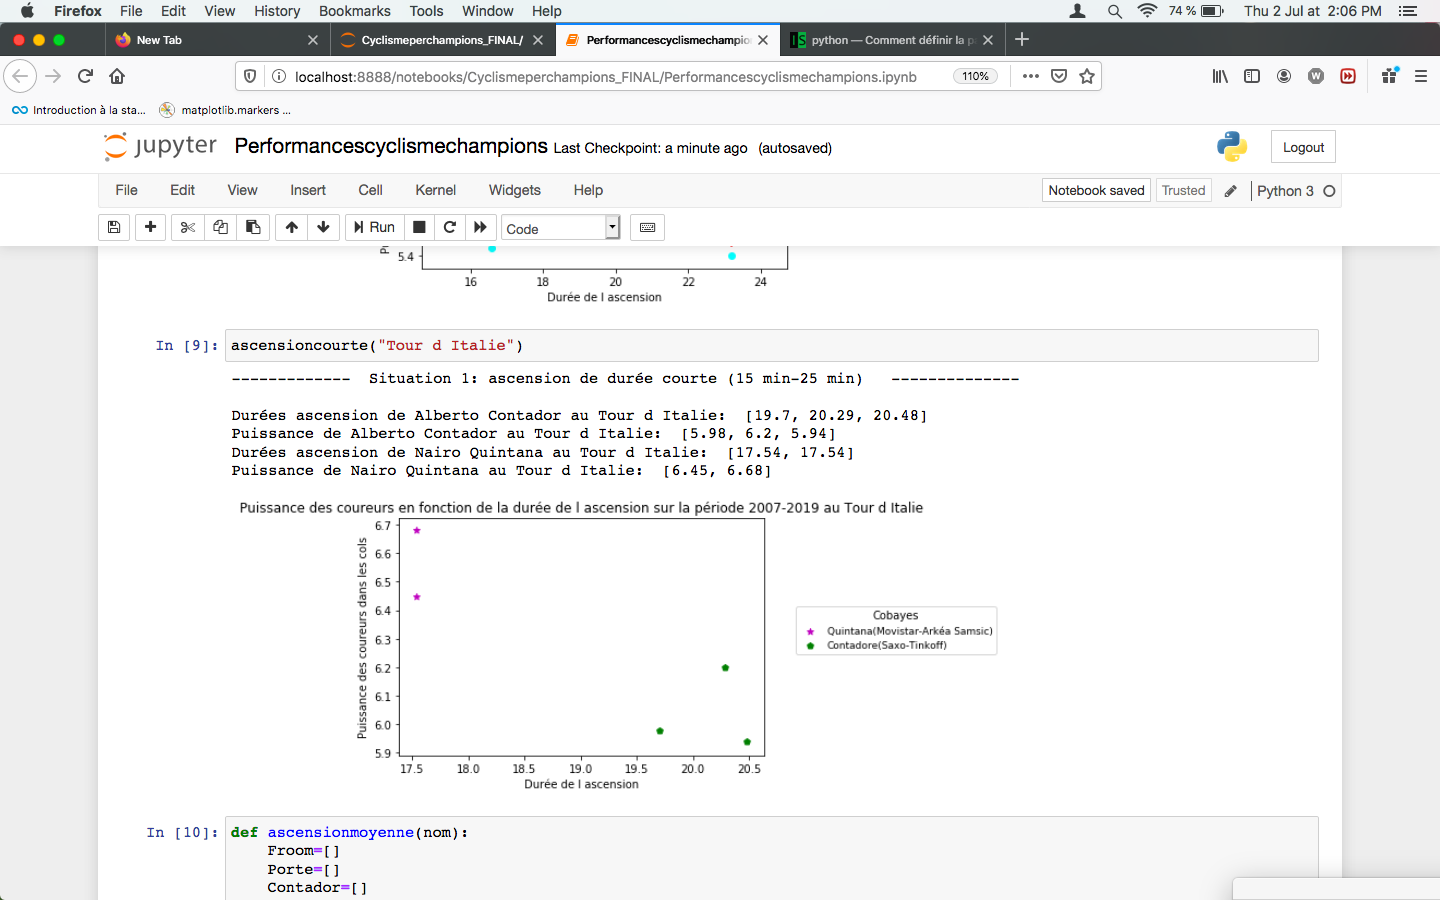 Firefox File Edit View History Bookmarks Tools Window Help 74 % Thu 2 Jul at 2:06 PM
New Tab Cyclismeperchampions_FINAL/ Performancescyclismechampio python — Comment définir la p
localhost:8888/notebooks/Cyclismeperchampions_FINAL/Performancescyclismechampions.ipynb 110%
Introduction à la sta... matplotlib.markers ...
jupyter Performancescyclismechampions Last Checkpoint: a minute ago (autosaved) Logout
File Edit View Insert Cell Kernel Widgets Help Notebook saved Trusted Python 3
Run Code
5.4
16 18 20 22 24
Durée de l ascension
In [9]: ascensioncourte("Tour d Italie")
------------- Situation 1: ascension de durée courte (15 min-25 min) --------------
Durées ascension de Alberto Contador au Tour d Italie: [19.7, 20.29, 20.48]
Puissance de Alberto Contador au Tour d Italie: [5.98, 6.2, 5.94]
Durées ascension de Nairo Quintana au Tour d Italie: [17.54, 17.54]
Puissance de Nairo Quintana au Tour d Italie: [6.45, 6.68]
Puissance des coureurs en fonction de la durée de l ascension sur la période 2007-2019 au Tour d Italie
Puissance des coureurs dans les cols
6.7
6.6
6.5
6.4
6.3
6.2
6.1
6.0
5.9
17.5 18.0 18.5 19.0 19.5 20.0 20.5
Durée de l ascension
Cobayes
Quintana(Movistar-Arkéa Samsic)
Contadore(Saxo-Tinkoff)
In [10]: def ascensionmoyenne(nom):
Froom=[]
Porte=[]
Contador=[]